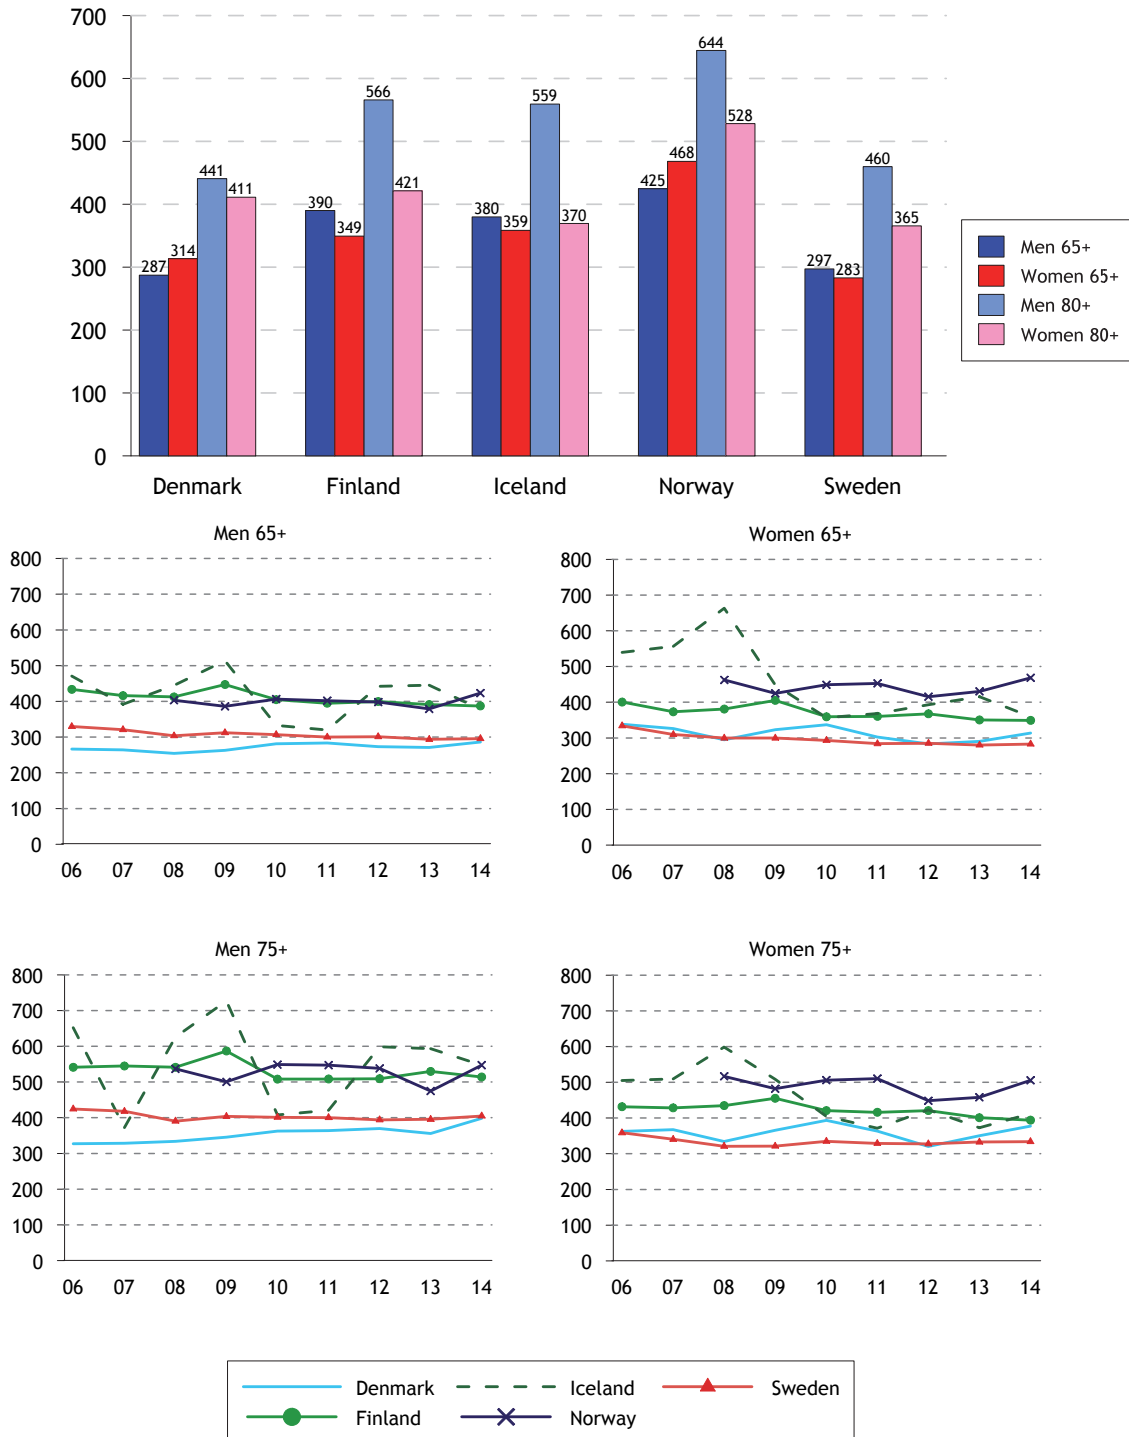 700
600
500
400
300
200
100
0
287 314 441 411
390 349 566 421
380 359 559 370
425 468 644 528
297 283 460 365
Denmark Finland Iceland Norway Sweden
Men 65+
Women 65+
Men 80+
Women 80+
Men 65+
800
700
600
500
400
300
200
100
0
06 07 08 09 10 11 12 13 14
Women 65+
800
700
600
500
400
300
200
100
0
06 07 08 09 10 11 12 13 14
Men 75+
800
700
600
500
400
300
200
100
0
06 07 08 09 10 11 12 13 14
Women 75+
800
700
600
500
400
300
200
100
0
06 07 08 09 10 11 12 13 14
Denmark Iceland Sweden
Finland Norway